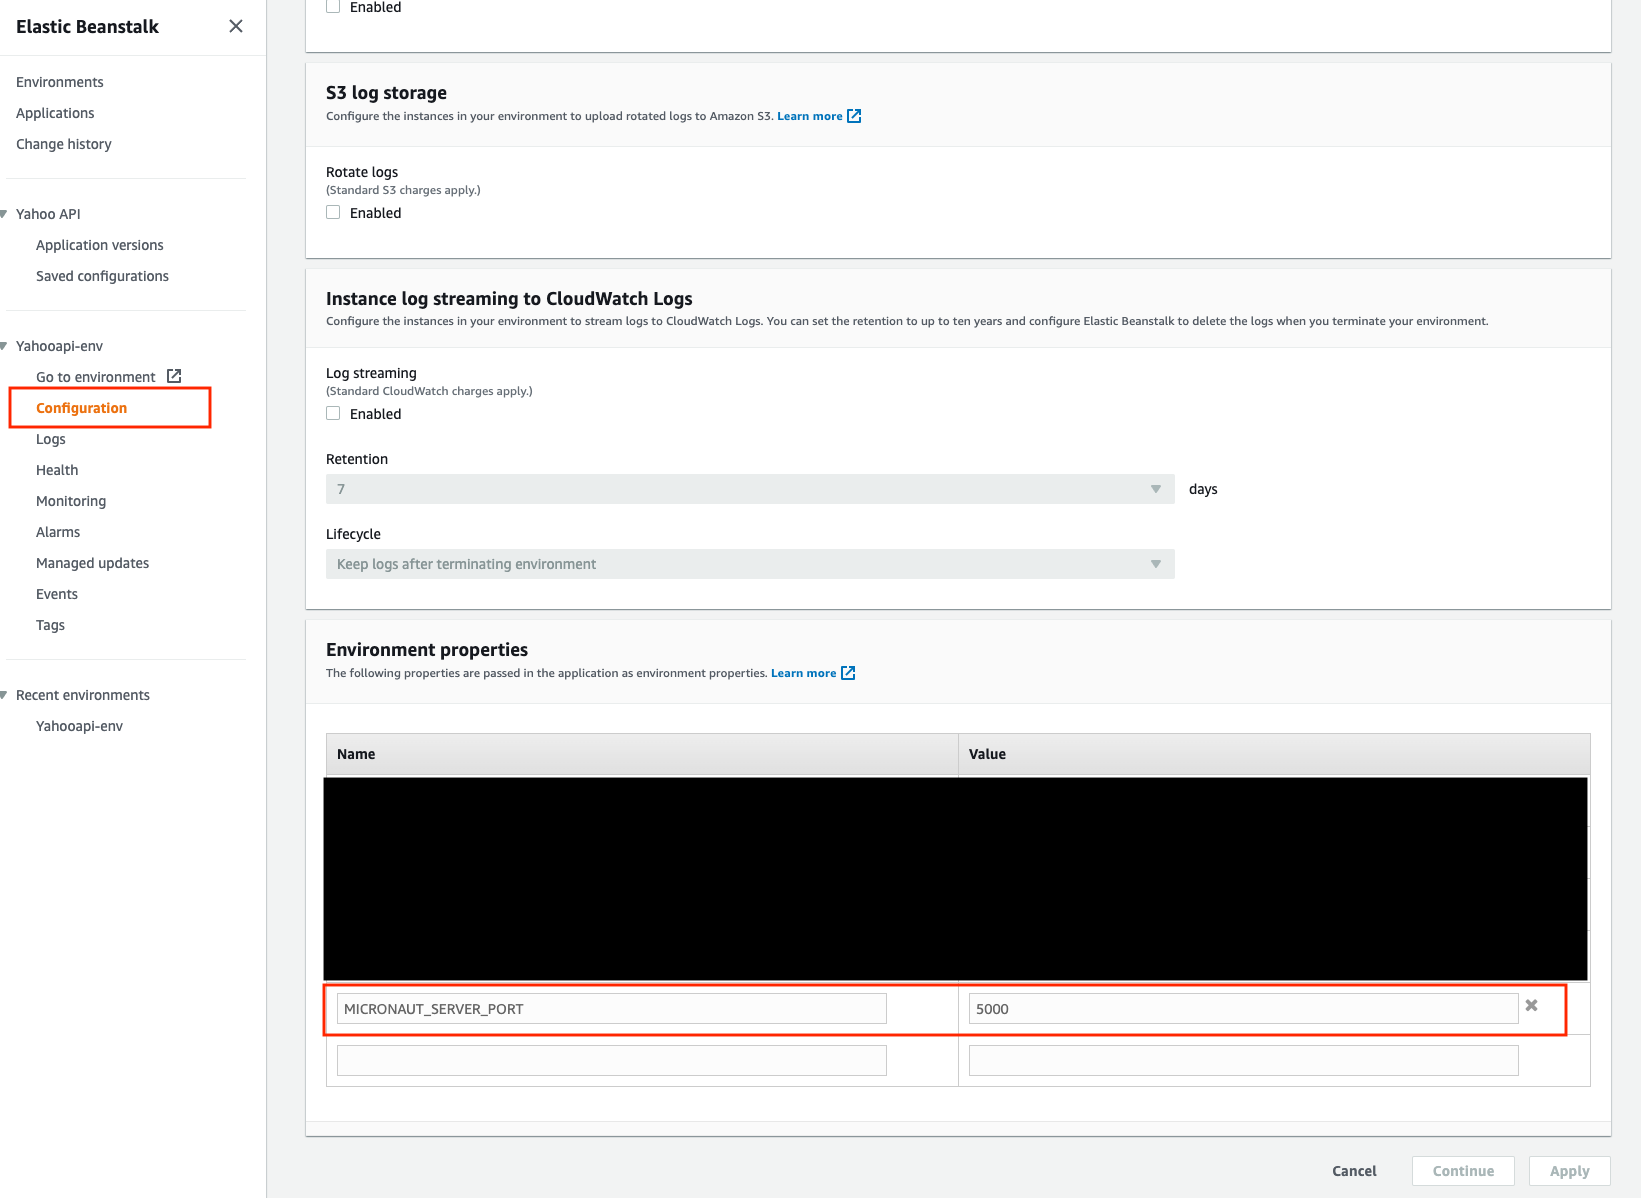 Elastic Beanstalk
Environments
Applications
Change history
Yahoo API
Application versions
Saved configurations
Yahooapi-env
Go to environment
Configuration
Logs
Health
Monitoring
Alarms
Managed updates
Events
Tags
Recent environments
Yahooapi-env
Enabled
S3 log storage
Configure the instances in your environment to upload rotated logs to Amazon S3. Learn more
Rotate logs
(Standard S3 charges apply.)
Enabled
Instance log streaming to CloudWatch Logs
Configure the instances in your environment to stream logs to CloudWatch Logs. You can set the retention to up to ten years and configure Elastic Beanstalk to delete the logs when you terminate your environment.
Log streaming
(Standard CloudWatch charges apply.)
Enabled
Retention
7 days
Lifecycle
Keep logs after terminating environment
Environment properties
The following properties are passed in the application as environment properties. Learn more
Name Value
MICRONAUT_SERVER_PORT 5000
Cancel Continue Apply